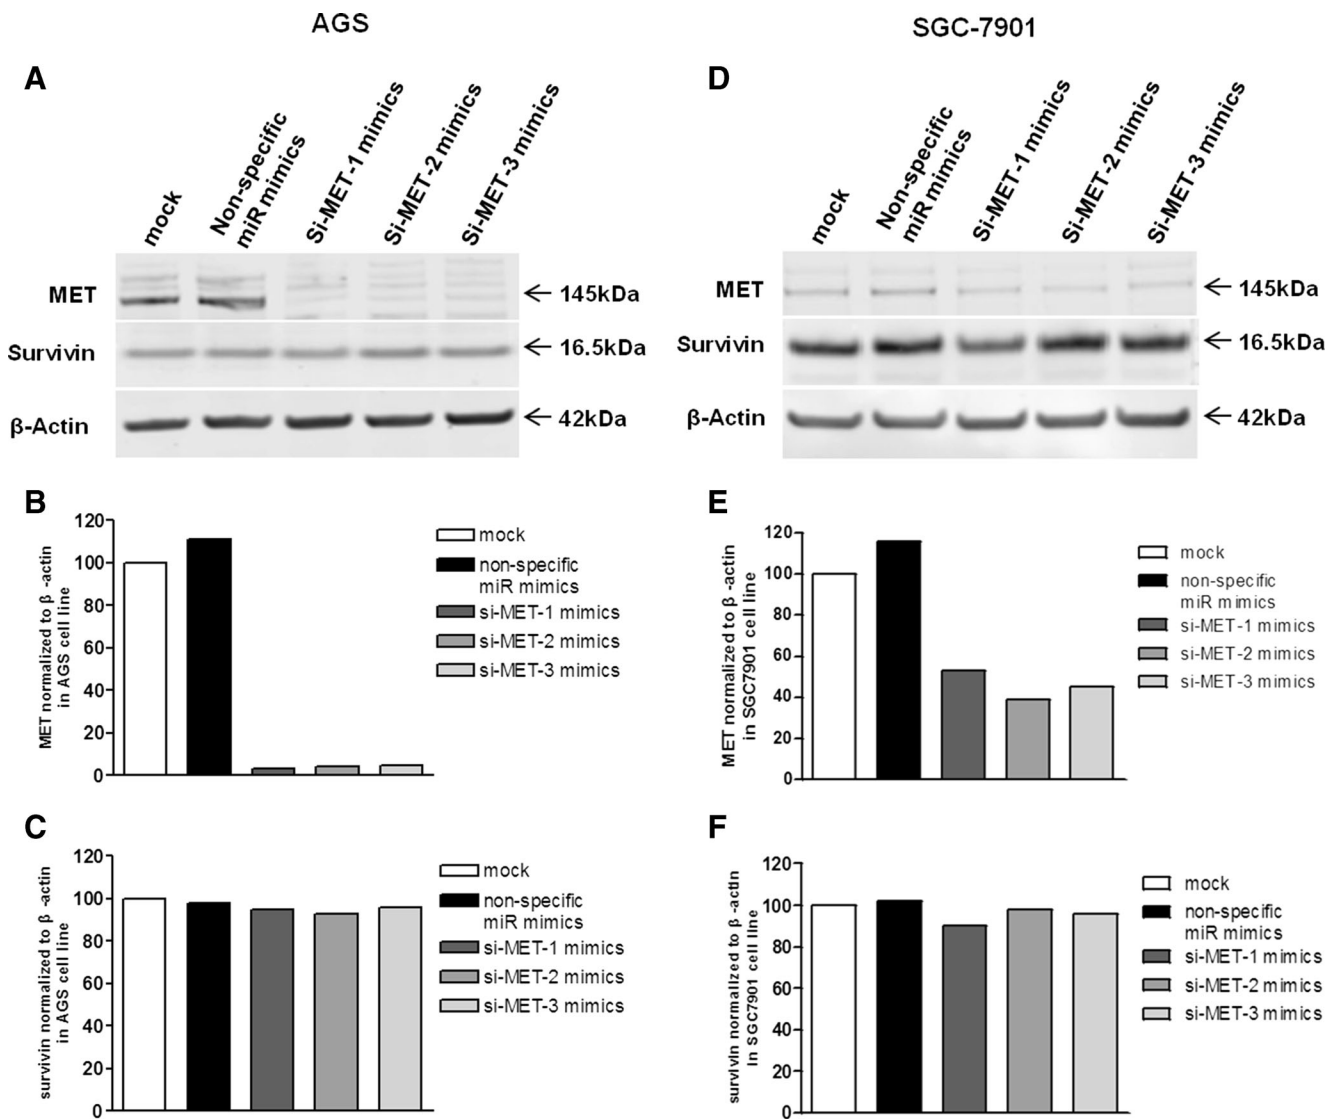 AGS
SGC-7901
A
mock
Non-specific
miR mimics
Si-MET-1 mimics
Si-MET-2 mimics
Si-MET-3 mimics
MET
145kDa
Survivin
16.5kDa
β-Actin
42kDa
D
mock
Non-specific
miR mimics
Si-MET-1 mimics
Si-MET-2 mimics
Si-MET-3 mimics
MET
145kDa
Survivin
16.5kDa
β-Actin
42kDa
B
MET normalized to β -actin
in AGS cell line
120
100
80
60
40
20
0
mock
non-specific
miR mimics
si-MET-1 mimics
si-MET-2 mimics
si-MET-3 mimics
E
MET normalized to β -actin
in SGC7901 cell line
120
100
80
60
40
20
0
mock
non-specific
miR mimics
si-MET-1 mimics
si-MET-2 mimics
si-MET-3 mimics
C
survivin normalized to β -actin
in AGS cell line
120
100
80
60
40
20
0
mock
non-specific
miR mimics
si-MET-1 mimics
si-MET-2 mimics
si-MET-3 mimics
F
survivin normalized to β -actin
in SGC7901 cell line
120
100
80
60
40
20
0
mock
non-specific
miR mimics
si-MET-1 mimics
si-MET-2 mimics
si-MET-3 mimics